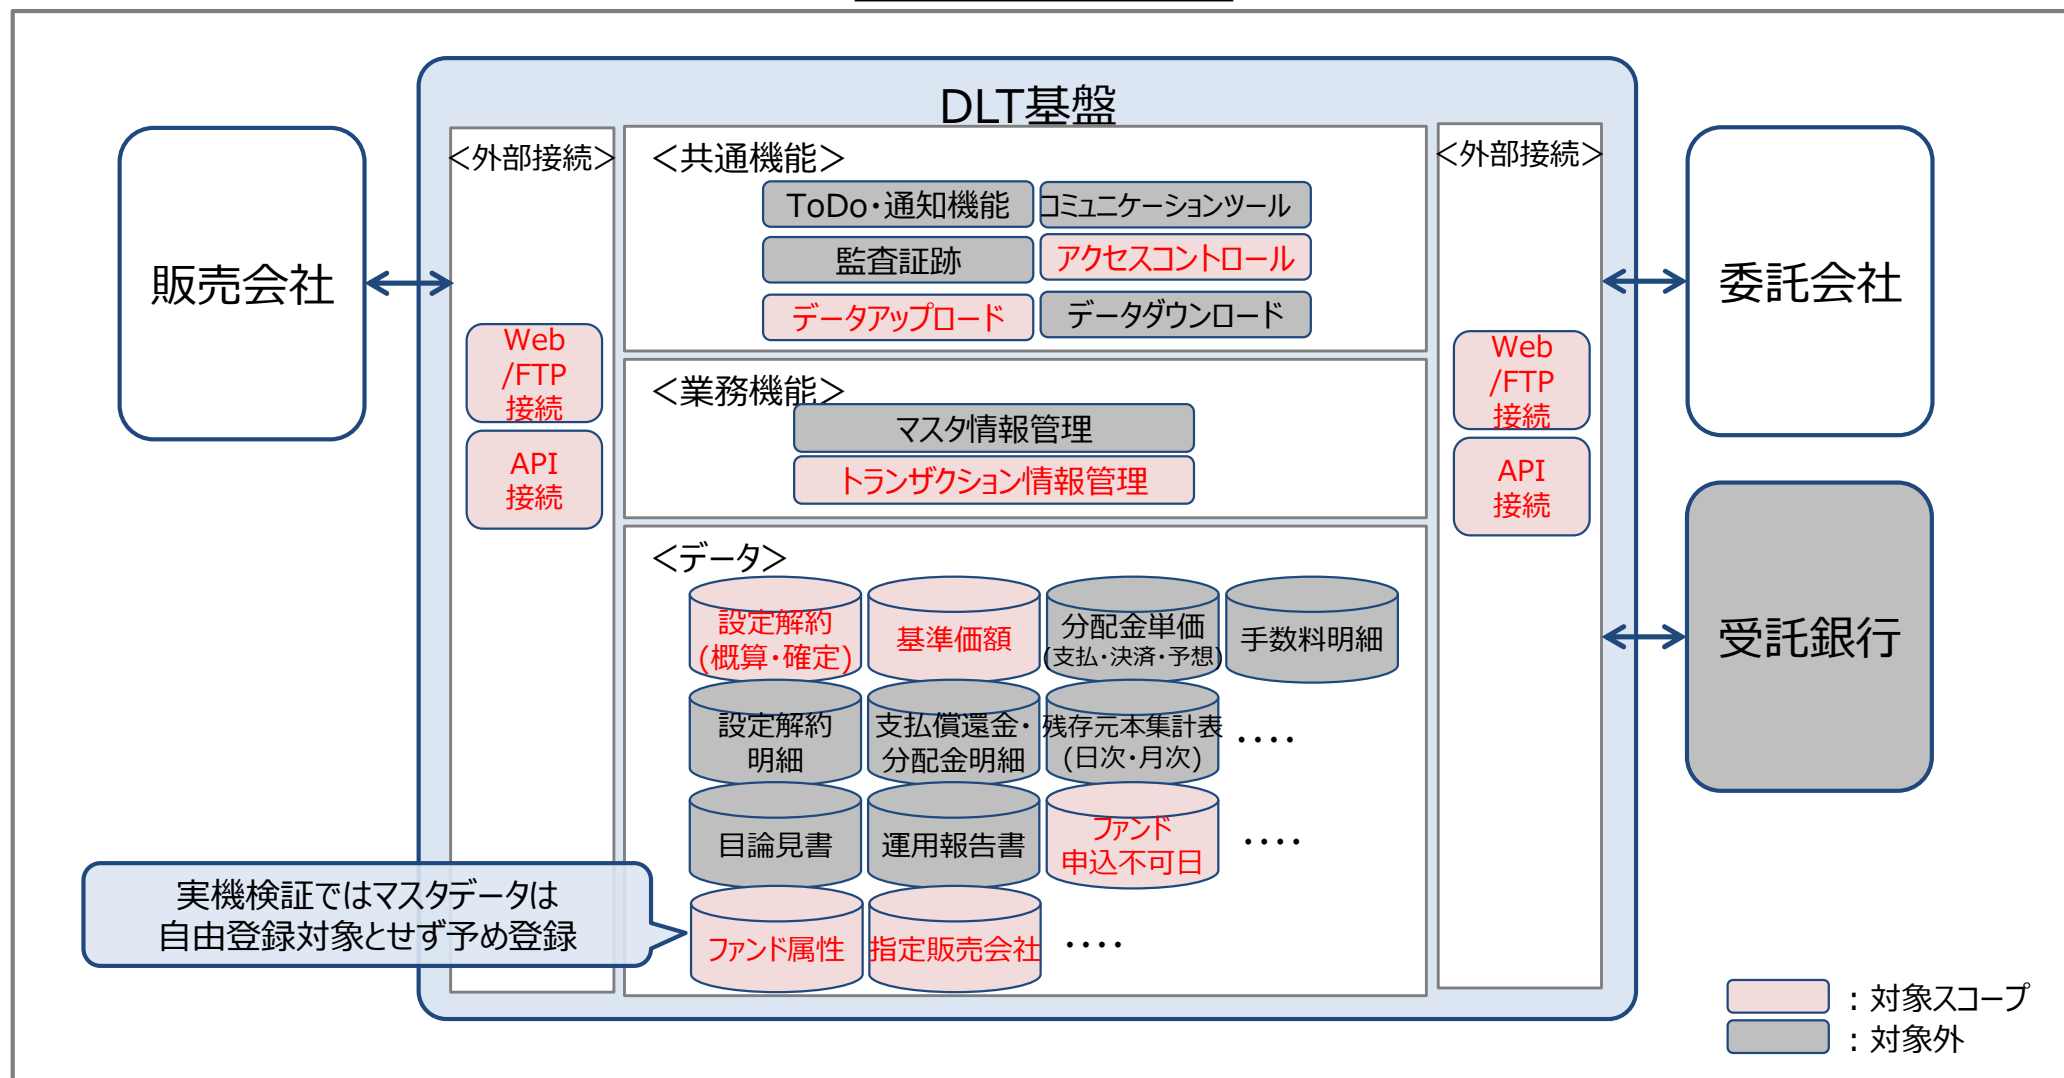 DLT基盤
販売会社
＜外部接続＞
Web
/FTP
接続
API
接続
＜共通機能＞
ToDo・通知機能
コミュニケーションツール
監査証跡
アクセスコントロール
データアップロード
データダウンロード
＜業務機能＞
マスタ情報管理
トランザクション情報管理
＜データ＞
設定解約
(概算・確定)
基準価額
分配金単価
(支払・決済・予想)
手数料明細
設定解約
明細
支払償還金・
分配金明細
残存元本集計表
(日次・月次)
‥‥
目論見書
運用報告書
ファンド
申込不可日
‥‥
ファンド属性
指定販売会社
‥‥
実機検証ではマスタデータは
自由登録対象とせず予め登録
＜外部接続＞
Web
/FTP
接続
API
接続
委託会社
受託銀行
：対象スコープ
：対象外